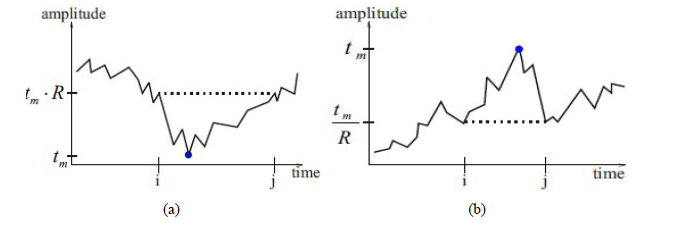 amplitude
t_m · R
t_m
i
j
time
(a)
amplitude
t_m
t_m
R
i
j
time
(b)